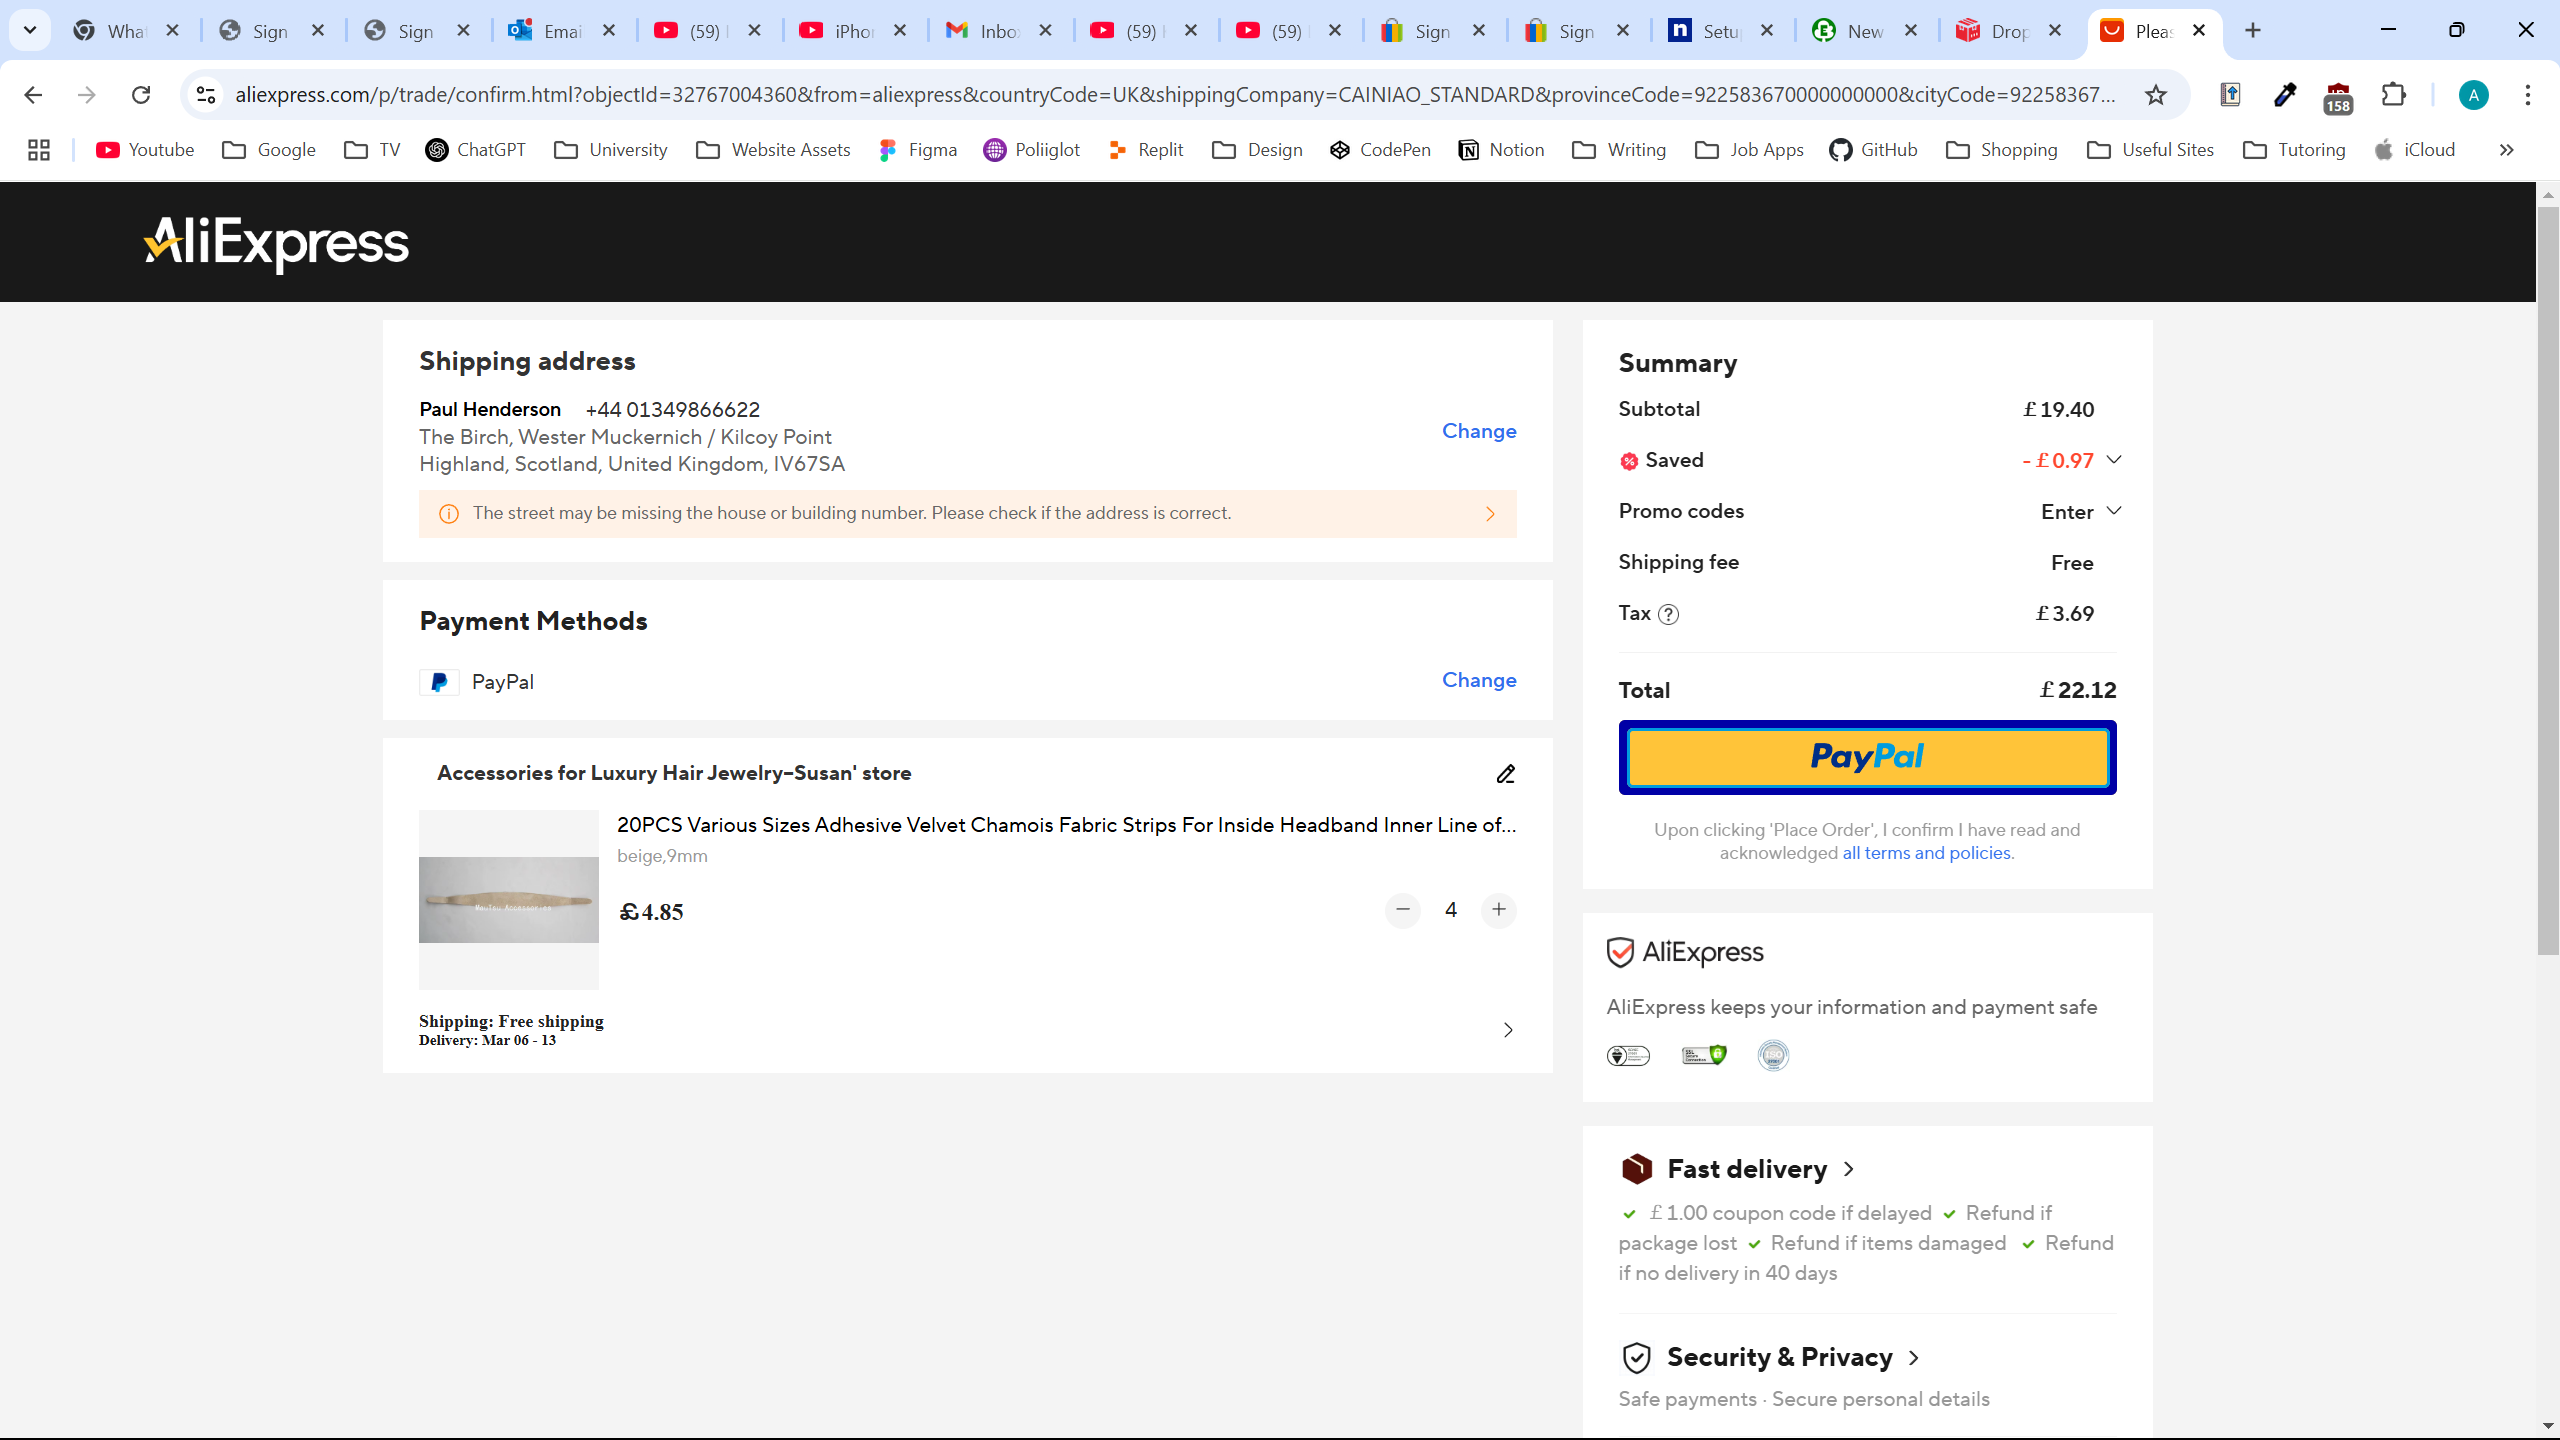 Wha
Sign
Sign
Emai
(59)
iPhor
Inbo
(59)
(59)
Sign
Sign
Setu
New
Drop
Pleas
aliexpress.com/p/trade/confirm.html?objectId=32767004360&from=aliexpress&countryCode=UK&shippingCompany=CAINIAO_STANDARD&provinceCode=922583670000000000&cityCode=92258367...
158
A
Youtube
Google
TV
ChatGPT
University
Website Assets
Figma
Poliiglot
Replit
Design
CodePen
Notion
Writing
Job Apps
GitHub
Shopping
Useful Sites
Tutoring
iCloud
AliExpress
Shipping address
Paul Henderson +44 01349866622
The Birch, Wester Muckernich / Kilcoy Point
Highland, Scotland, United Kingdom, IV67SA
Change
The street may be missing the house or building number. Please check if the address is correct.
Payment Methods
PayPal
Change
Accessories for Luxury Hair Jewelry-Susan' store
20PCS Various Sizes Adhesive Velvet Chamois Fabric Strips For Inside Headband Inner Line of...
beige,9mm
£4.85
4
Shipping: Free shipping
Delivery: Mar 06 - 13
Summary
Subtotal £19.40
Saved -£0.97
Promo codes Enter
Shipping fee Free
Tax £3.69
Total £22.12
PayPal
Upon clicking 'Place Order', I confirm I have read and
acknowledged all terms and policies.
AliExpress
AliExpress keeps your information and payment safe
Fast delivery
£1.00 coupon code if delayed Refund if
package lost Refund if items damaged Refund
if no delivery in 40 days
Security & Privacy
Safe payments · Secure personal details